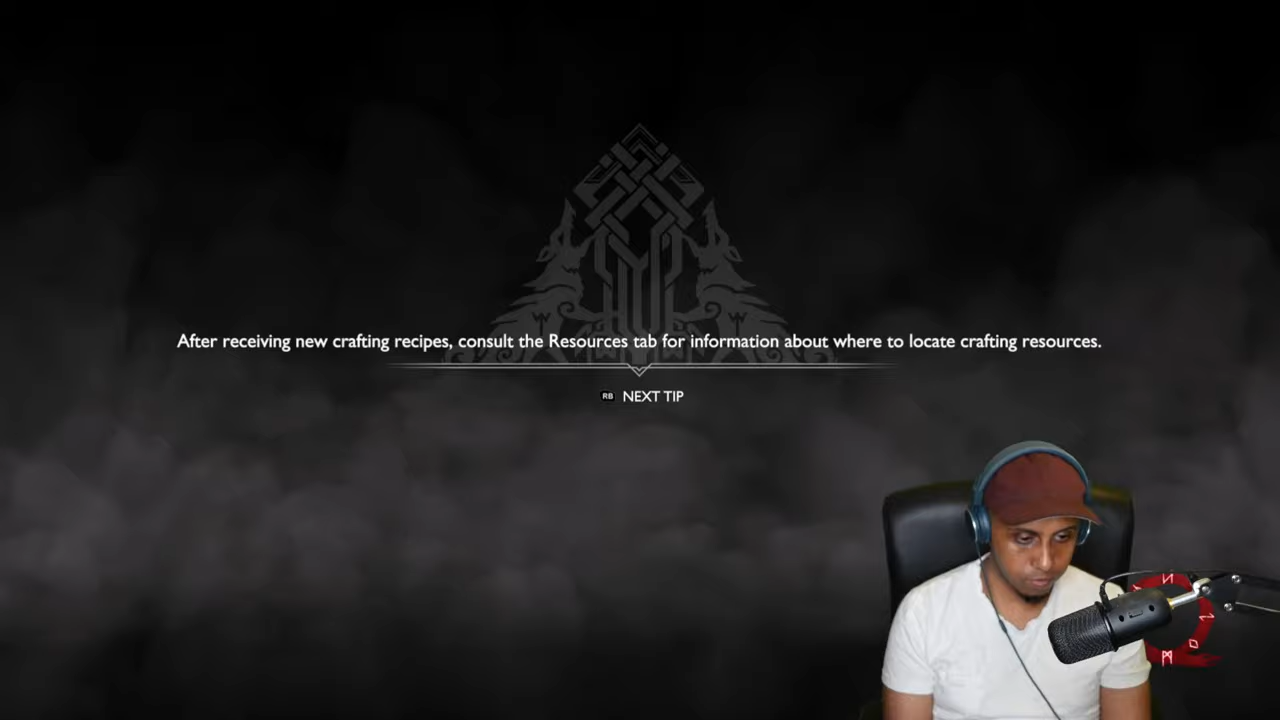 After receiving new crafting recipes, consult the Resources tab for information about where to locate crafting resources.
RB NEXT TIP